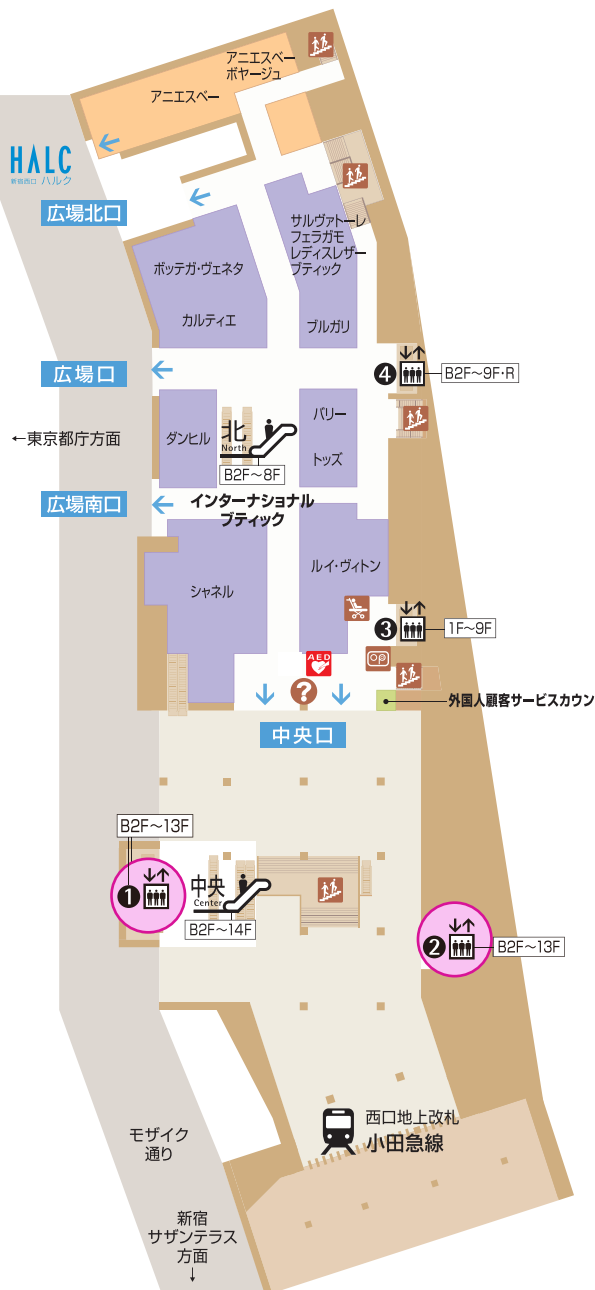 アニエスベー
ボヤージュ
アニエスベー
HALC
新宿西口 ハルク
広場北口
サルヴァトーレ
フェラガモ
レディスレザー
ブティック
ボッテガ・ヴェネタ
カルティエ
ブルガリ
広場口
4
B2F～9F・R
←東京都庁方面
ダンヒル
北
North
B2F～8F
バリー
トッズ
広場南口
インターナショナル
ブティック
シャネル
ルイ・ヴィトン
3
1F～9F
AED
?
外国人顧客サービスカウン
中央口
B2F～13F
1
中央
Center
B2F～14F
2
B2F～13F
西口地上改札
小田急線
モザイク
通り
新宿
サザンテラス
方面
↓